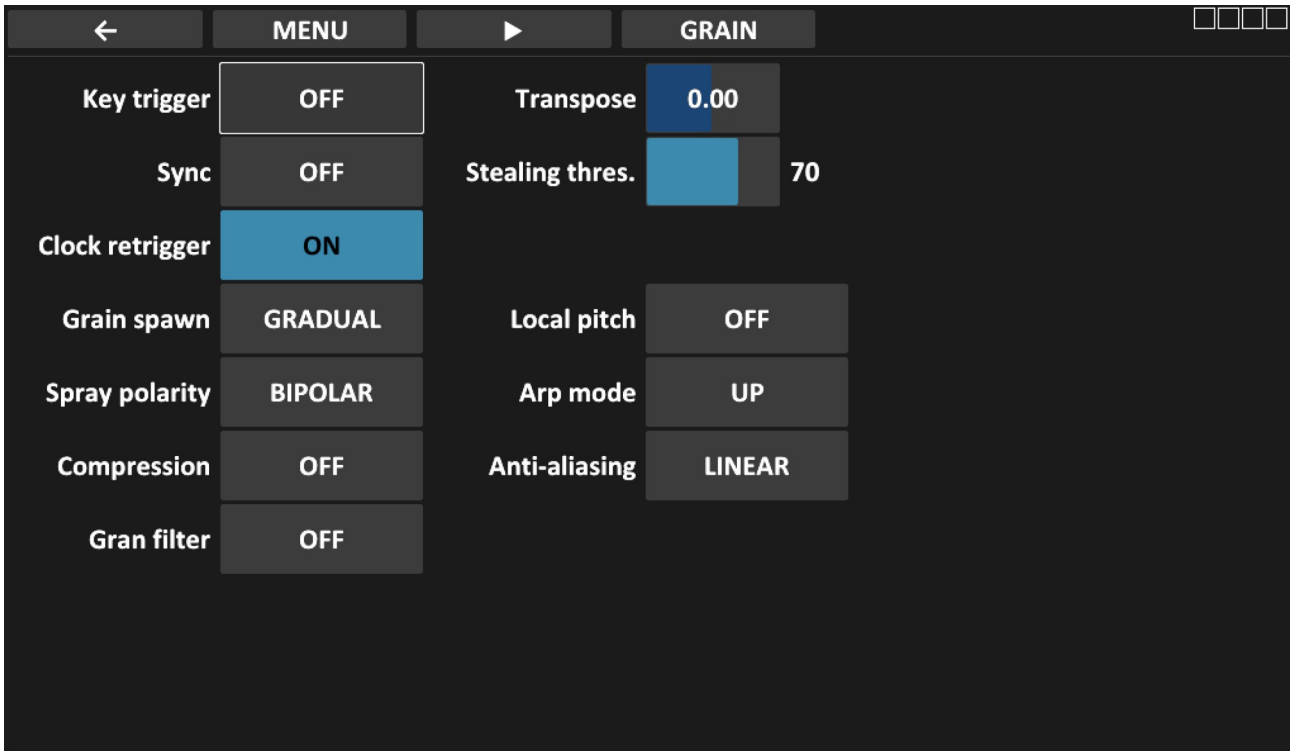 ← MENU ▶ GRAIN
Key trigger OFF Transpose 0.00
Sync OFF Stealing thres. 70
Clock retrigger ON
Grain spawn GRADUAL Local pitch OFF
Spray polarity BIPOLAR Arp mode UP
Compression OFF Anti-aliasing LINEAR
Gran filter OFF